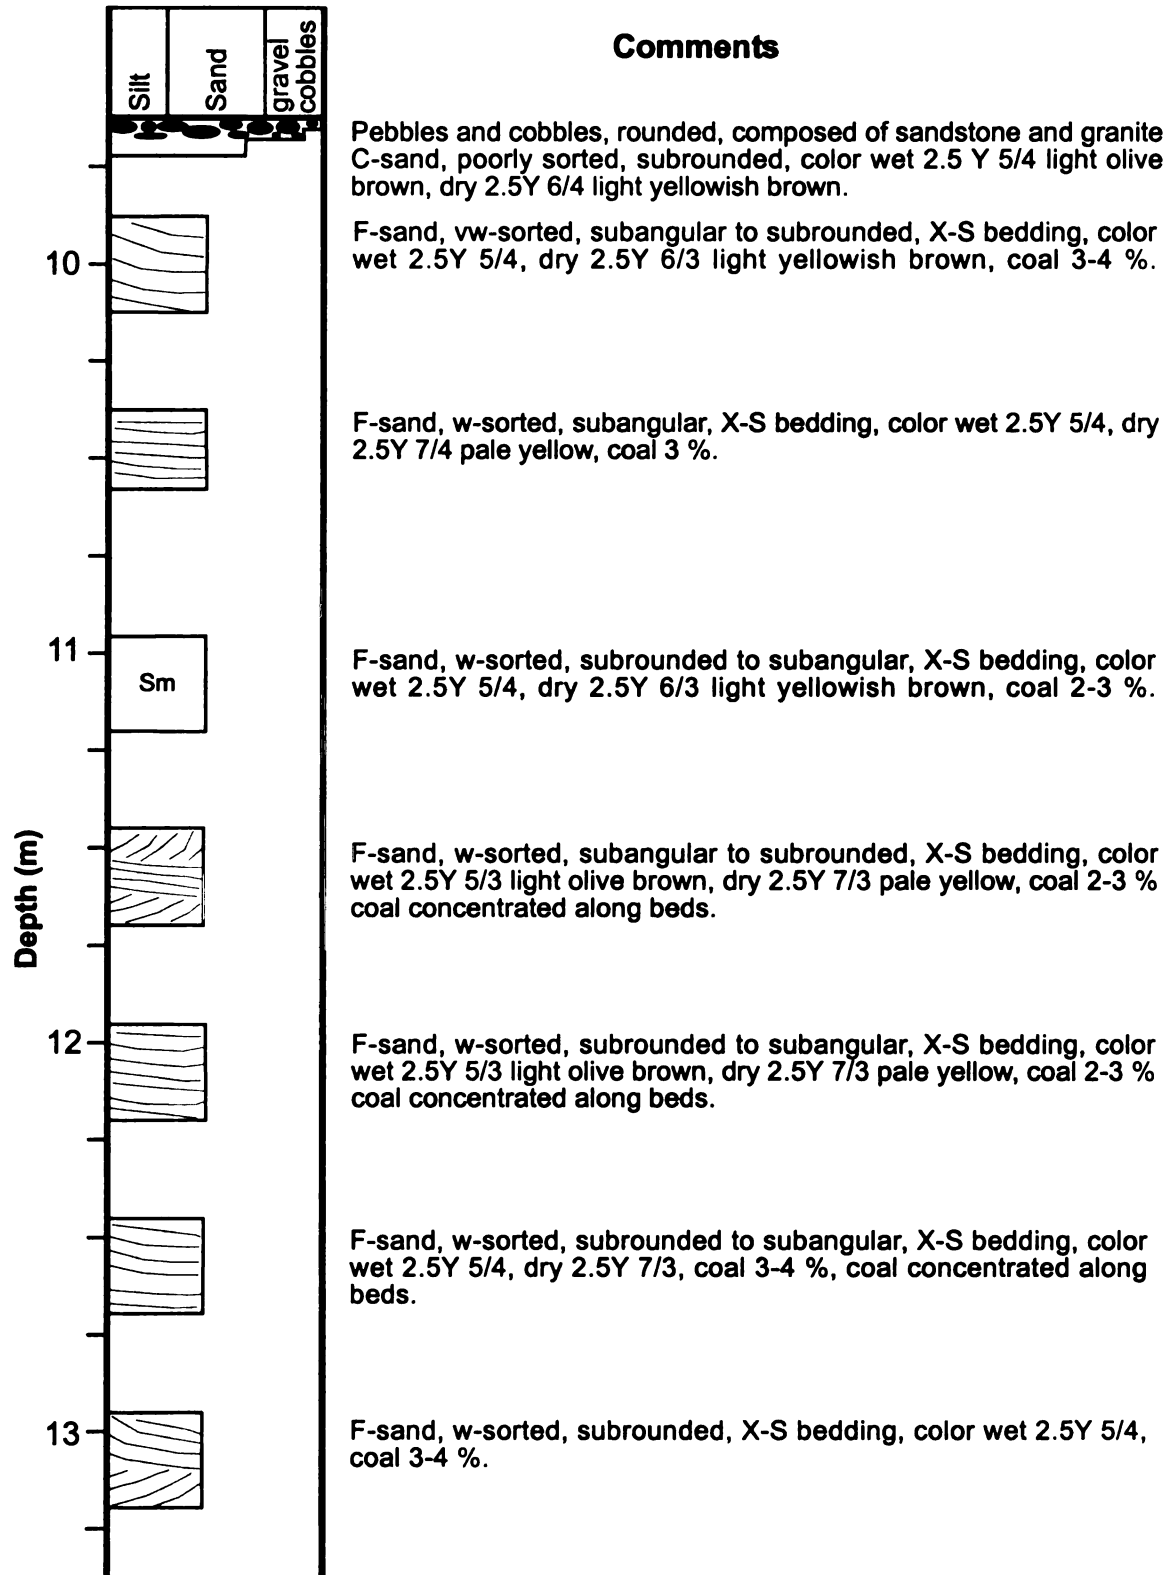 Silt
Sand
gravel
cobbles
Comments
Pebbles and cobbles, rounded, composed of sandstone and granite
C-sand, poorly sorted, subrounded, color wet 2.5 Y 5/4 light olive
brown, dry 2.5Y 6/4 light yellowish brown.
F-sand, vw-sorted, subangular to subrounded, X-S bedding, color
wet 2.5Y 5/4, dry 2.5Y 6/3 light yellowish brown, coal 3-4 %.
10
F-sand, w-sorted, subangular, X-S bedding, color wet 2.5Y 5/4, dry
2.5Y 7/4 pale yellow, coal 3 %.
11
Sm
F-sand, w-sorted, subrounded to subangular, X-S bedding, color
wet 2.5Y 5/4, dry 2.5Y 6/3 light yellowish brown, coal 2-3 %.
Depth (m)
F-sand, w-sorted, subangular to subrounded, X-S bedding, color
wet 2.5Y 5/3 light olive brown, dry 2.5Y 7/3 pale yellow, coal 2-3 %
coal concentrated along beds.
12
F-sand, w-sorted, subrounded to subangular, X-S bedding, color
wet 2.5Y 5/3 light olive brown, dry 2.5Y 7/3 pale yellow, coal 2-3 %
coal concentrated along beds.
F-sand, w-sorted, subrounded to subangular, X-S bedding, color
wet 2.5Y 5/4, dry 2.5Y 7/3, coal 3-4 %, coal concentrated along
beds.
13
F-sand, w-sorted, subrounded, X-S bedding, color wet 2.5Y 5/4,
coal 3-4 %.